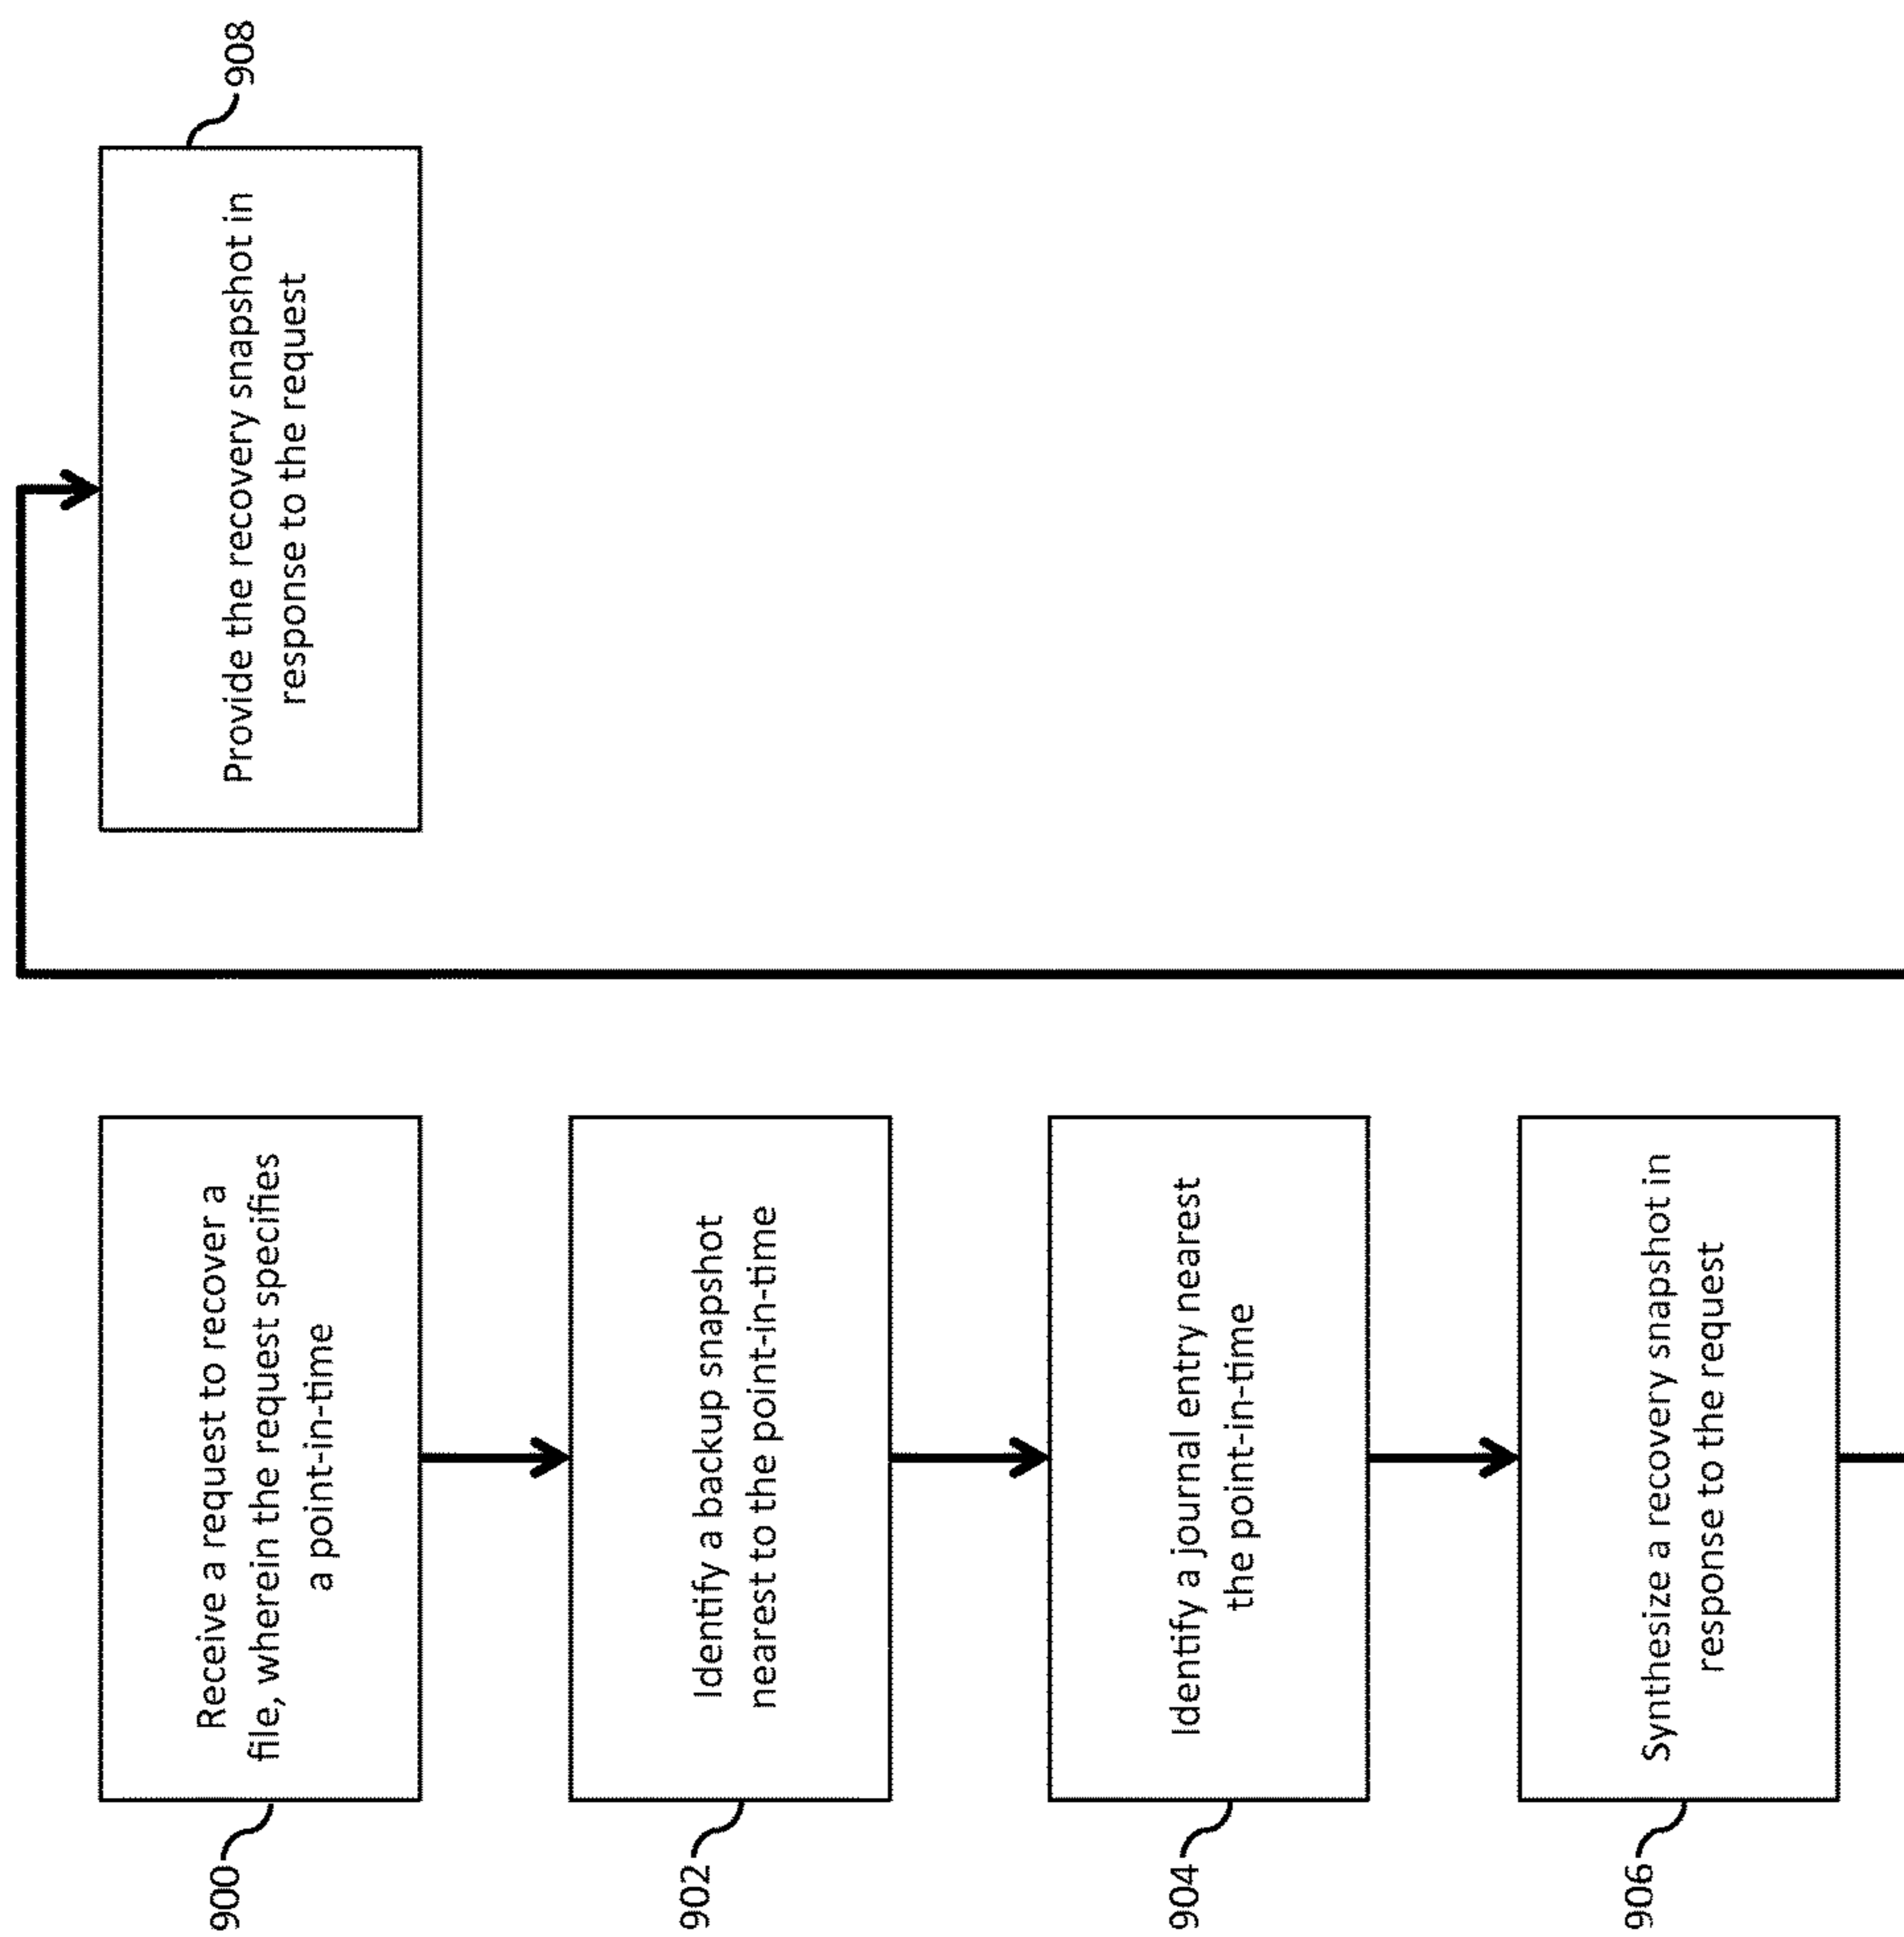 900
Receive a request to recover a
file, wherein the request specifies
a point-in-time
902
Identify a backup snapshot
nearest to the point-in-time
904
Identify a journal entry nearest
the point-in-time
906
Synthesize a recovery snapshot in
response to the request
Provide the recovery snapshot in
response to the request
908